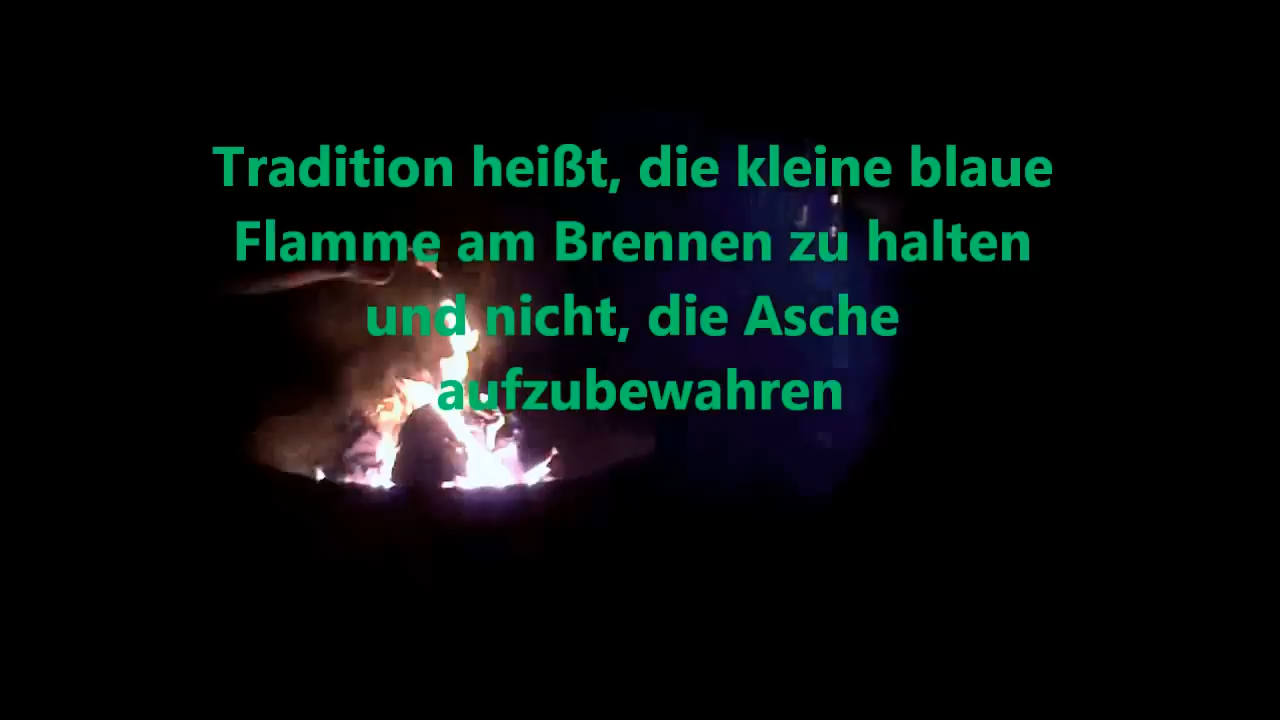 Tradition heißt, die kleine blaue
Flamme am Brennen zu halten
und nicht, die Asche
aufzubewahren